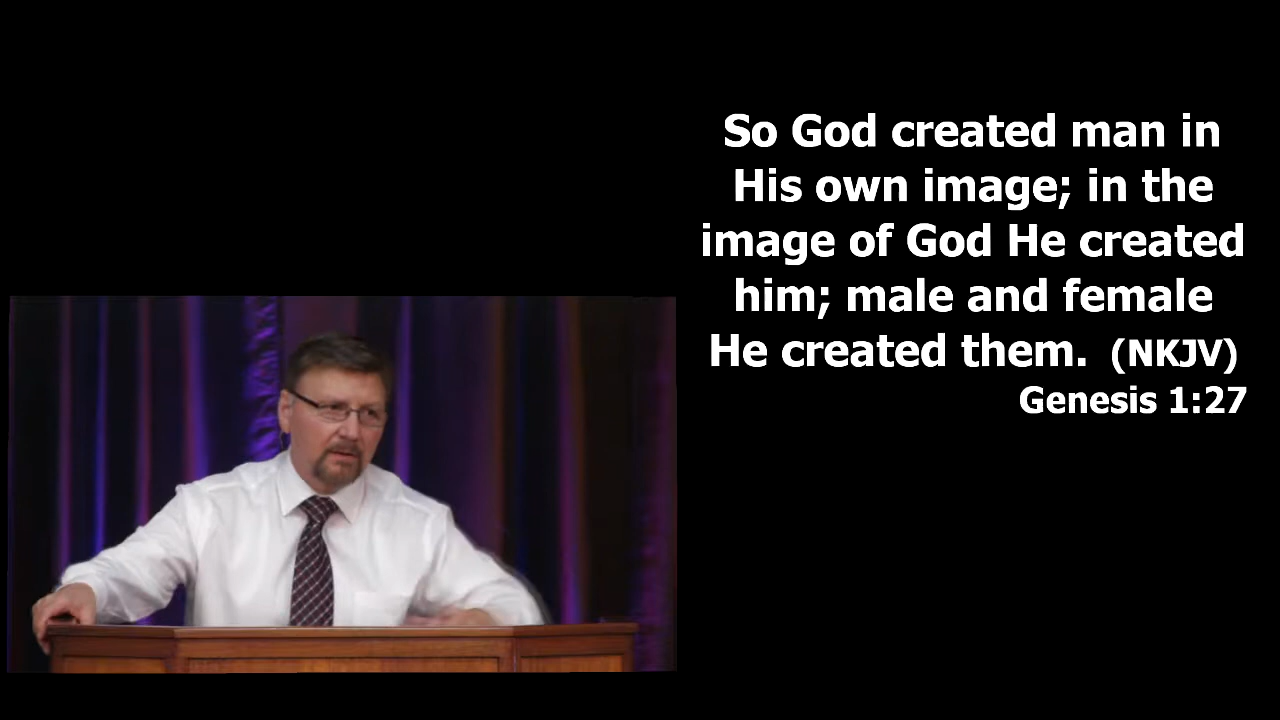 So God created man in
His own image; in the
image of God He created
him; male and female
He created them. (NKJV)
Genesis 1:27